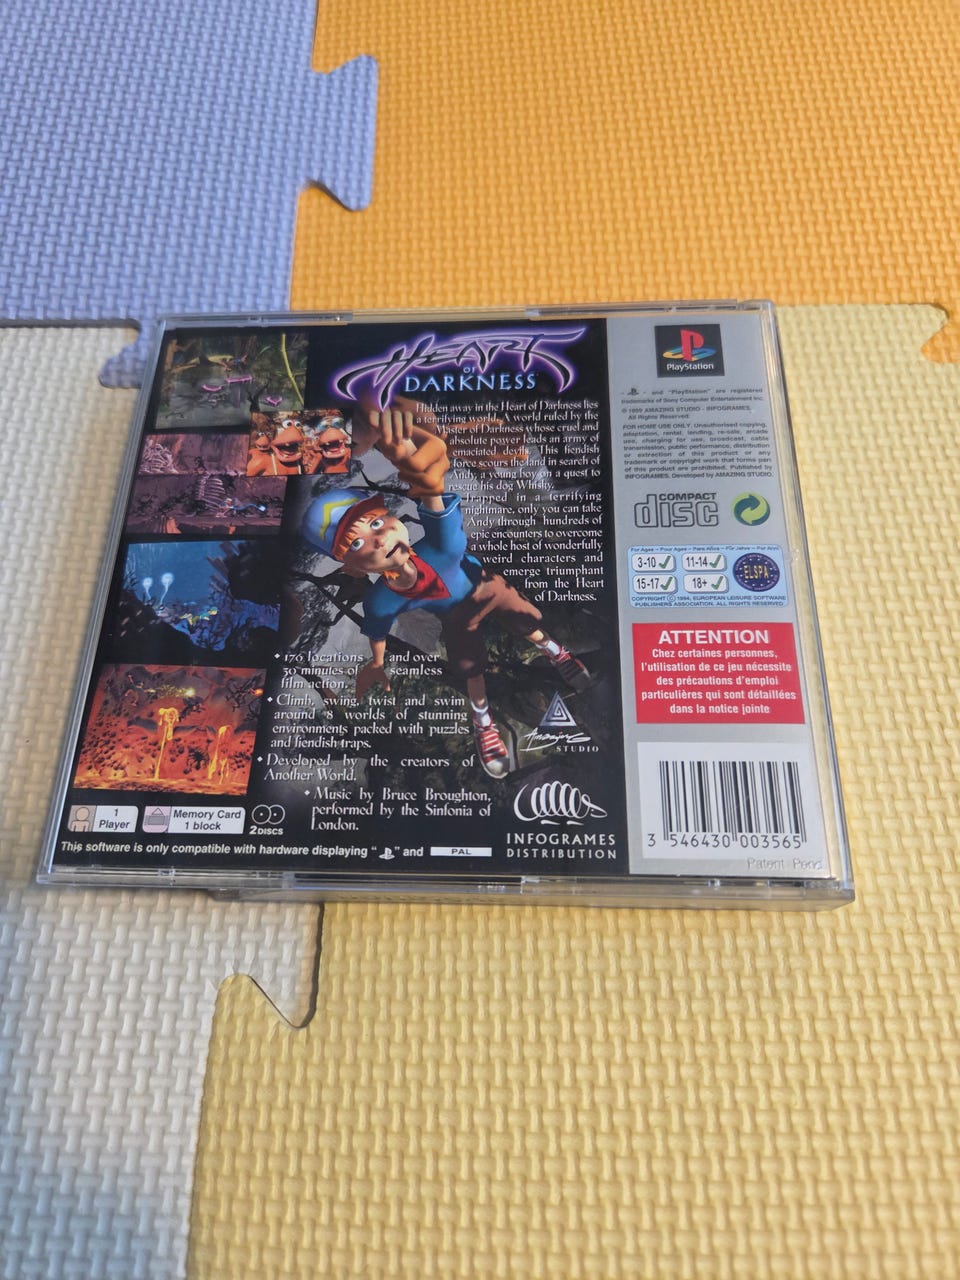 HEART
OF
DARKNESS
Hidden away in the Heart of Darkness lies
a terrifying world. A world ruled by the
Master of Darkness whose cruel and
absolute power leads an army of
emaciated devils. This fiendish
force scours the land in search of
Andy, a young boy on a quest to
rescue his dog Whisky.
Trapped in a terrifying
nightmare, only you can take
Andy through hundreds of
epic encounters to overcome
a whole host of wonderfully
weird characters and
emerge triumphant
from the Heart
of Darkness.
• 176 locations and over
30 minutes of seamless
film action.
• Climb, swing, twist and swim
around 8 worlds of stunning
environments packed with puzzles
and fiendish traps.
• Developed by the creators of
Another World.
• Music by Bruce Broughton,
performed by the Sinfonia of
London.
Amazing
STUDIO
INFOGRAMES
DISTRIBUTION
1
Player
Memory Card
1 block
2 DISCS
This software is only compatible with hardware displaying " " and PAL
PlayStation
" " and "PlayStation" are registered
trademarks of Sony Computer Entertainment Inc.
© 1999 AMAZING STUDIO - INFOGRAMES.
All Rights Reserved
FOR HOME USE ONLY. Unauthorised copying,
adaptation, rental, lending, re-sale, arcade
use, charging for use, broadcast, cable
transmission, public performance, distribution
or extraction of this product or any
trademark or copyright work that forms part
of this product are prohibited. Published by
INFOGRAMES. Developed by AMAZING STUDIO.
COMPACT
disc
For Ages - Pour Ages - Para Años - Für Jahre - Per Anni
3-10 11-14
15-17 18+
ELSPA
COPYRIGHT © 1994, EUROPEAN LEISURE SOFTWARE
PUBLISHERS ASSOCIATION. ALL RIGHTS RESERVED
ATTENTION
Chez certaines personnes,
l'utilisation de ce jeu nécessite
des précautions d'emploi
particulières qui sont détaillées
dans la notice jointe
3 546430 003565
Patent Pend.